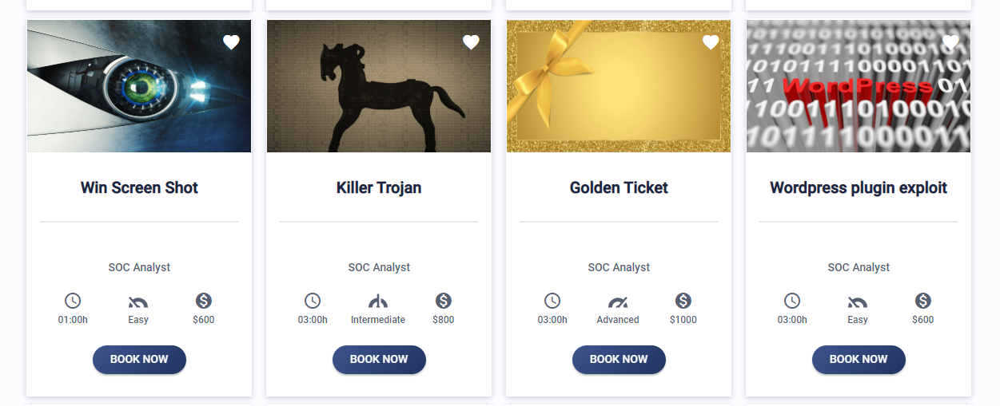 WordPress
Win Screen Shot
SOC Analyst
01:00h Easy $600
BOOK NOW
Killer Trojan
SOC Analyst
03:00h Intermediate $800
BOOK NOW
Golden Ticket
SOC Analyst
03:00h Advanced $1000
BOOK NOW
Wordpress plugin exploit
SOC Analyst
03:00h Easy $600
BOOK NOW